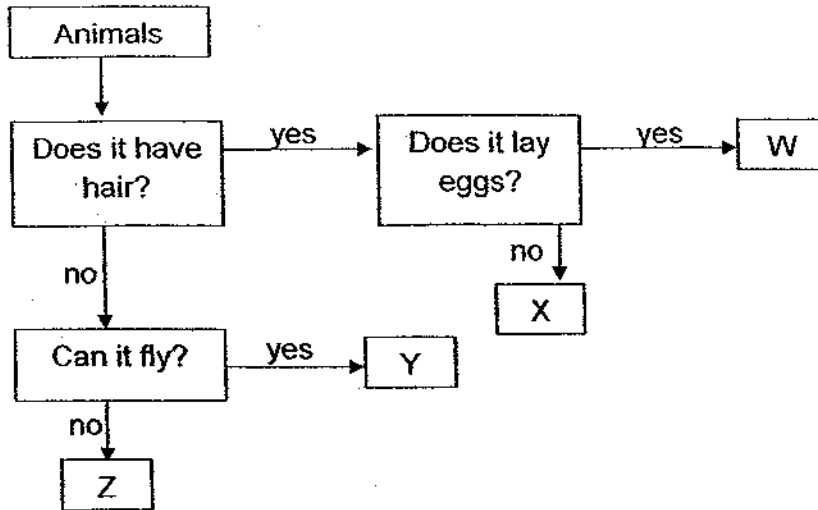 Animals
Does it have
hair?
yes
Does it lay
eggs?
yes
W
no
no
X
Can it fly?
yes
Y
no
Z